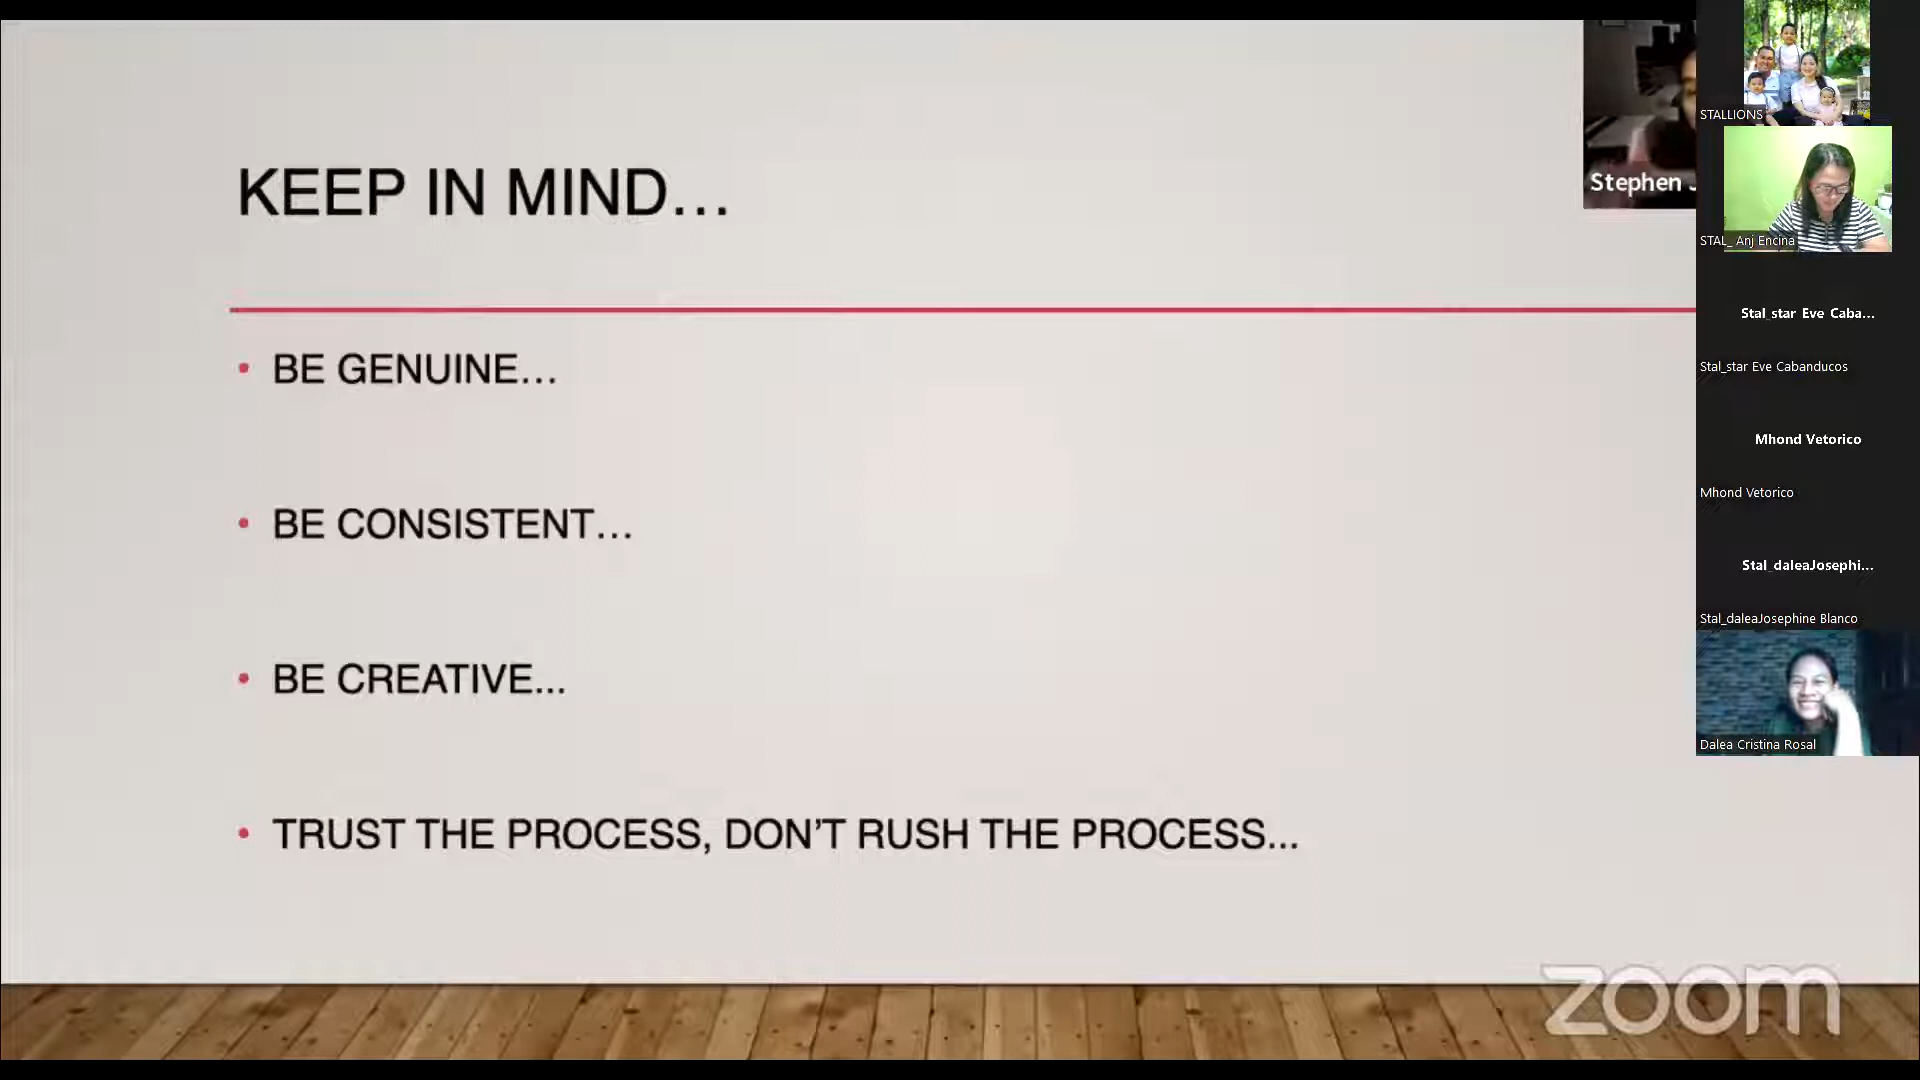 KEEP IN MIND…
BE GENUINE…
BE CONSISTENT…
BE CREATIVE...
TRUST THE PROCESS, DON’T RUSH THE PROCESS...
Stephen
STALLIONS
STAL_ Anj Encina
Stal_star Eve Caba...
Stal_star Eve Cabanducos
Mhond Vetorico
Mhond Vetorico
Stal_daleaJosephi...
Stal_daleaJosephine Blanco
Dalea Cristina Rosal
zoom